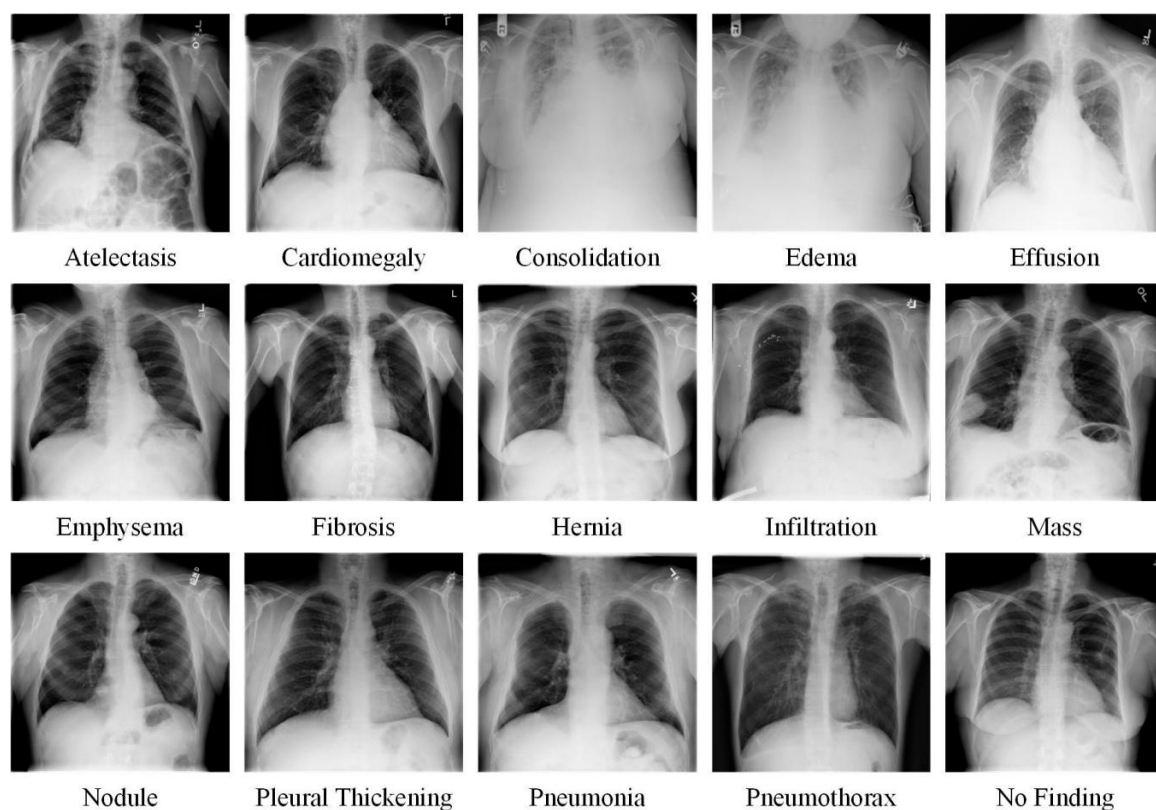 Atelectasis
Cardiomegaly
Consolidation
Edema
Effusion
Emphysema
Fibrosis
Hernia
Infiltration
Mass
Nodule
Pleural Thickening
Pneumonia
Pneumothorax
No Finding